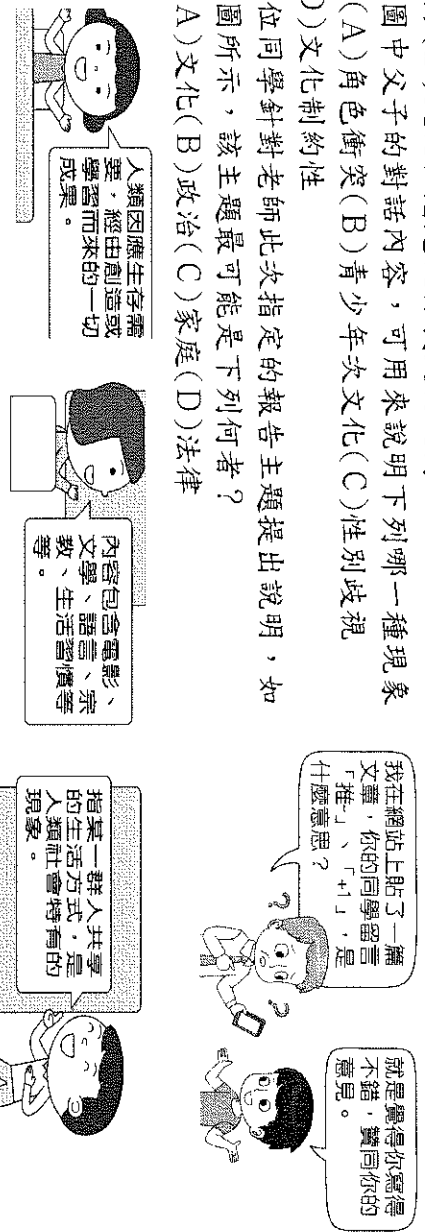 圖中父子的對話內容，可用來說明下列哪一種現象
(A)角色衝突(B)青少年次文化(C)性別歧視
)文化制約性
位同學針對老師此次指定的報告主題提出說明，如
圖所示，該主題最可能是下列何者？
A)文化(B)政治(C)家庭(D)法律
我在網站上貼了一篇
文章，你的同學留言
「推~」、「+1」，是
什麼意思？
就是覺得你寫得
不錯，贊同你的
意見。
人類因應生存需
要，經由創造或
學習而來的一切
成果。
內容包含電影、
文學、語言、宗
教、生活習慣等
等。
指某一群人共享
的生活方式，是
人類社會特有的
現象。